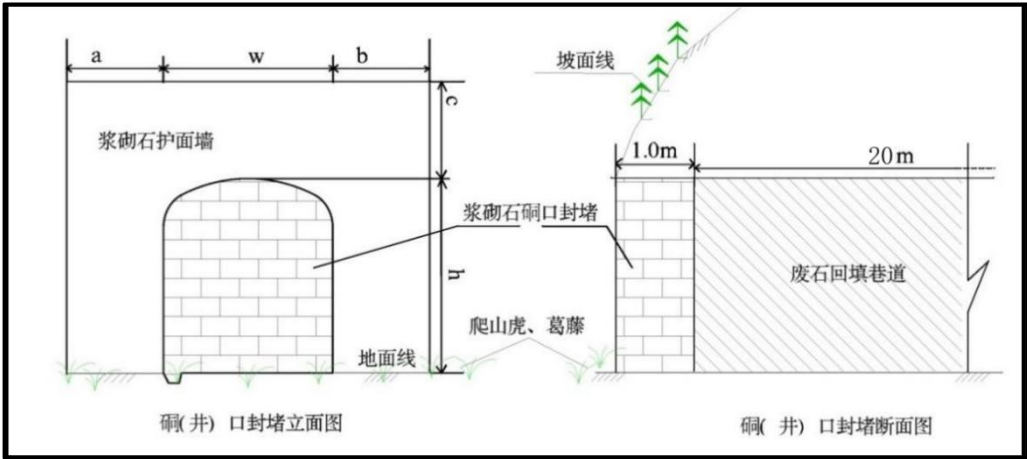 a
w
b
c
浆砌石护面墙
浆砌石硐口封堵
h
爬山虎、葛藤
地面线
硐( 井) 口封堵立面图
坡面线
1.0m
20m
废石回填巷道
硐( 井) 口封堵断面图